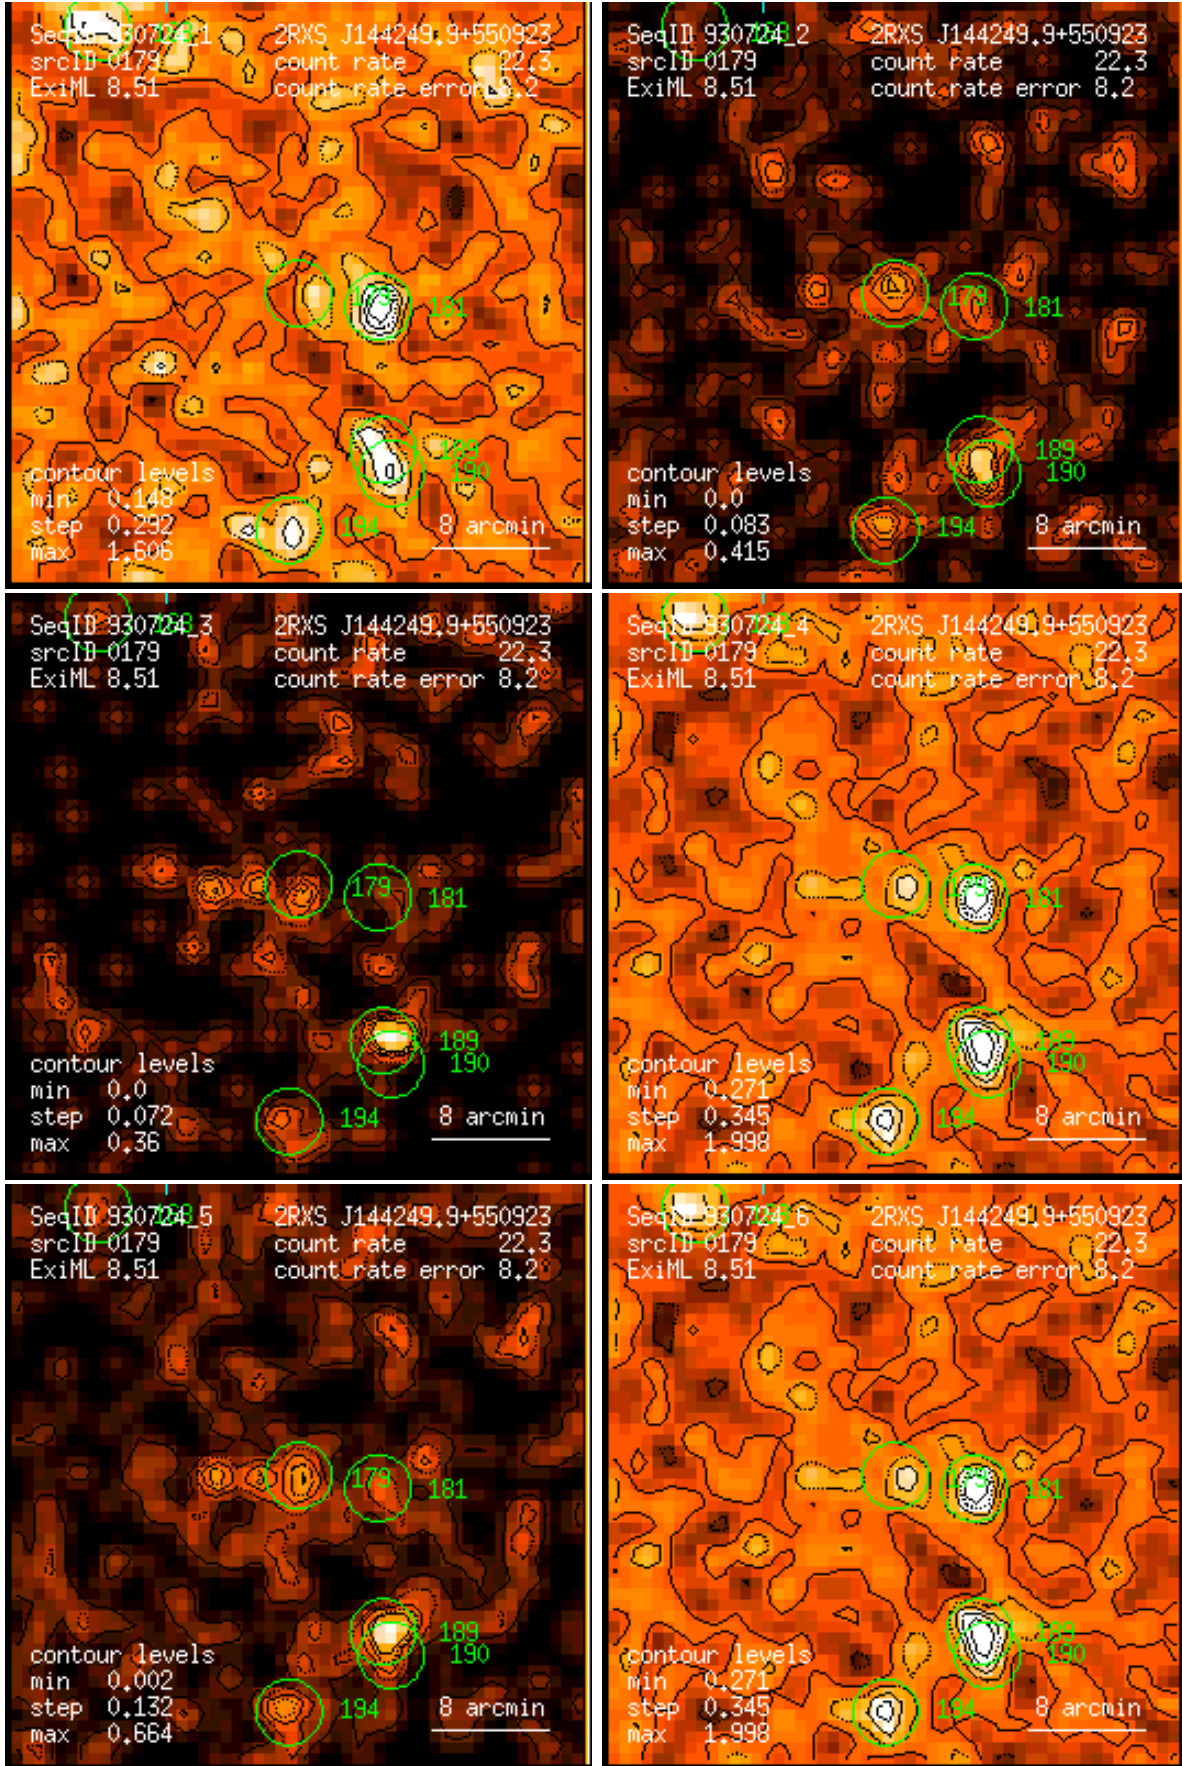 SeqID 930724_1 2RXS J144249.9+550923
srcID 0179 count rate 22.3
ExiML 8.51 count rate error 8.2
179
181
189
190
contour levels
min 0.148
step 0.292 194 8 arcmin
max 1.606
SeqID 930724_2 2RXS J144249.9+550923
srcID 0179 count rate 22.3
ExiML 8.51 count rate error 8.2
179
181
189
190
contour levels
min 0.0
step 0.083 194 8 arcmin
max 0.415
SeqID 930724_3 2RXS J144249.9+550923
srcID 0179 count rate 22.3
ExiML 8.51 count rate error 8.2
179
181
189
190
contour levels
min 0.0
step 0.072 194 8 arcmin
max 0.36
SeqID 930724_4 2RXS J144249.9+550923
srcID 0179 count rate 22.3
ExiML 8.51 count rate error 8.2
179
181
189
190
contour levels
min 0.271
step 0.345 194 8 arcmin
max 1.998
SeqID 930724_5 2RXS J144249.9+550923
srcID 0179 count rate 22.3
ExiML 8.51 count rate error 8.2
179
181
189
190
contour levels
min 0.002
step 0.132 194 8 arcmin
max 0.664
SeqID 930724_6 2RXS J144249.9+550923
srcID 0179 count rate 22.3
ExiML 8.51 count rate error 8.2
179
181
189
190
contour levels
min 0.271
step 0.345 194 8 arcmin
max 1.998